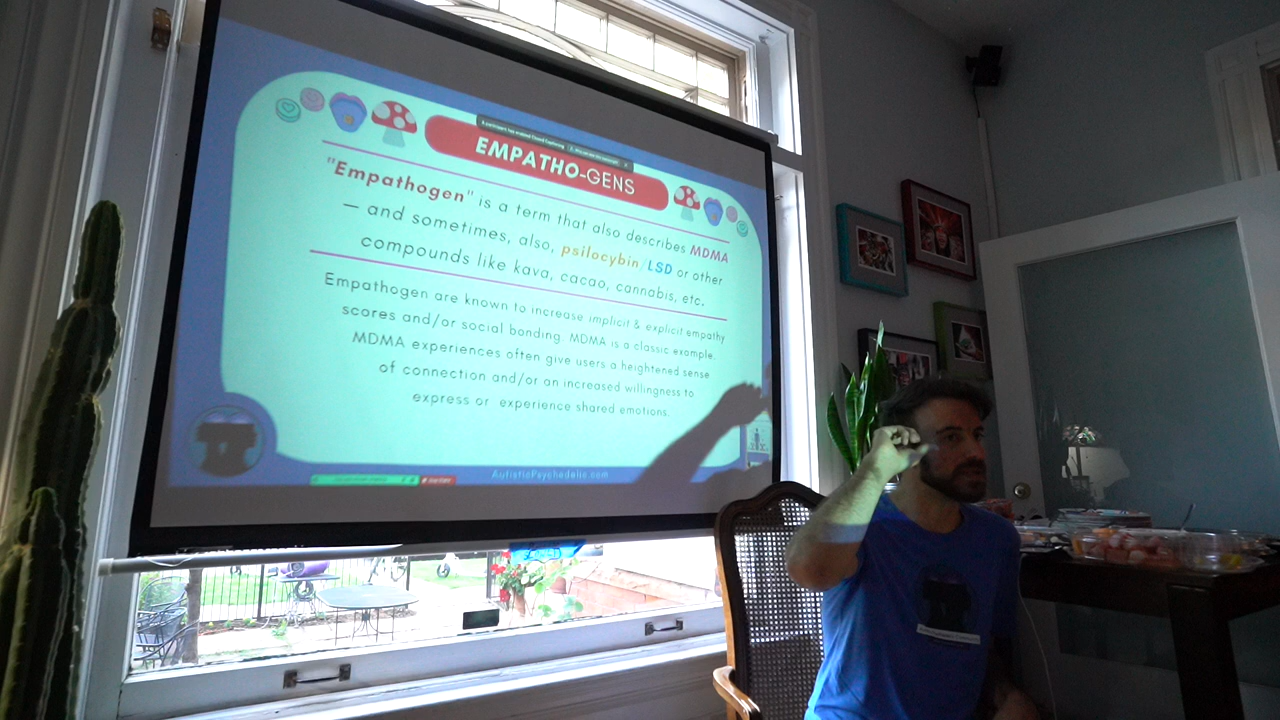 EMPATHO-GENS
"Empathogen" is a term that also describes MDMA
— and sometimes, also, psilocybin/LSD or other
compounds like kava, cacao, cannabis, etc.
Empathogen are known to increase implicit & explicit empathy
scores and/or social bonding. MDMA is a classic example.
MDMA experiences often give users a heightened sense
of connection and/or an increased willingness to
express or experience shared emotions.
AutisticPsychedelic.com